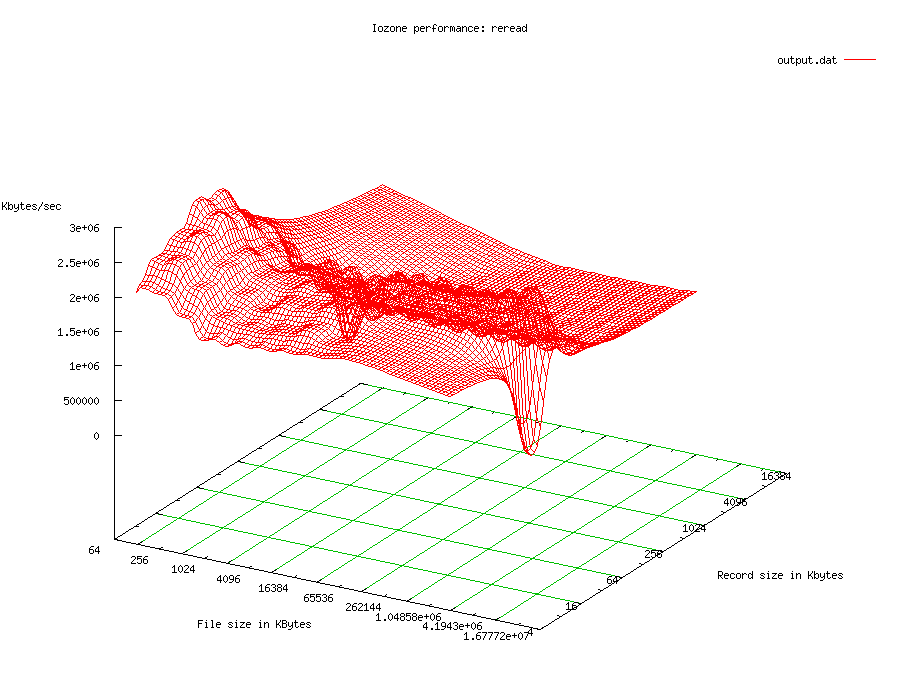 Iozone performance: reread
output.dat
Kbytes/sec
3e+06
2.5e+06
2e+06
1.5e+06
1e+06
500000
0
64
256
1024
4096
16384
65536
262144
1.04858e+06
4.1943e+06
1.67772e+07
File size in KBytes
4
16
64
256
1024
4096
16384
Record size in Kbytes